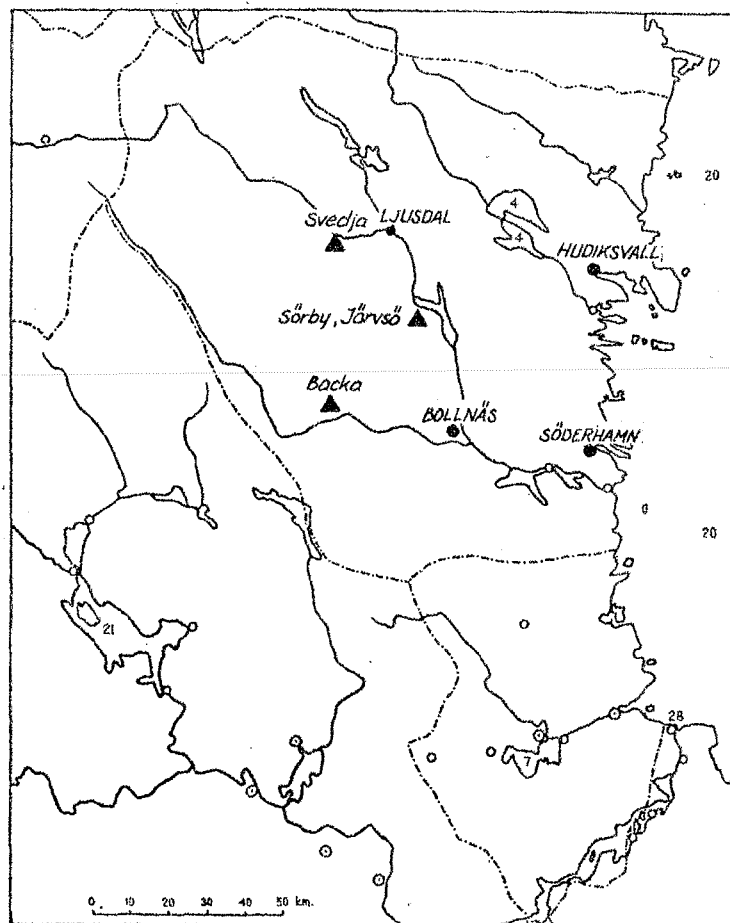 20
4
Svedja LJUSDAL
4
HUDIKSVALL
Sörby, Järvsö
Backa
BOLLNÄS
SÖDERHAMN
20
21
28
7
0 10 20 30 50 km.